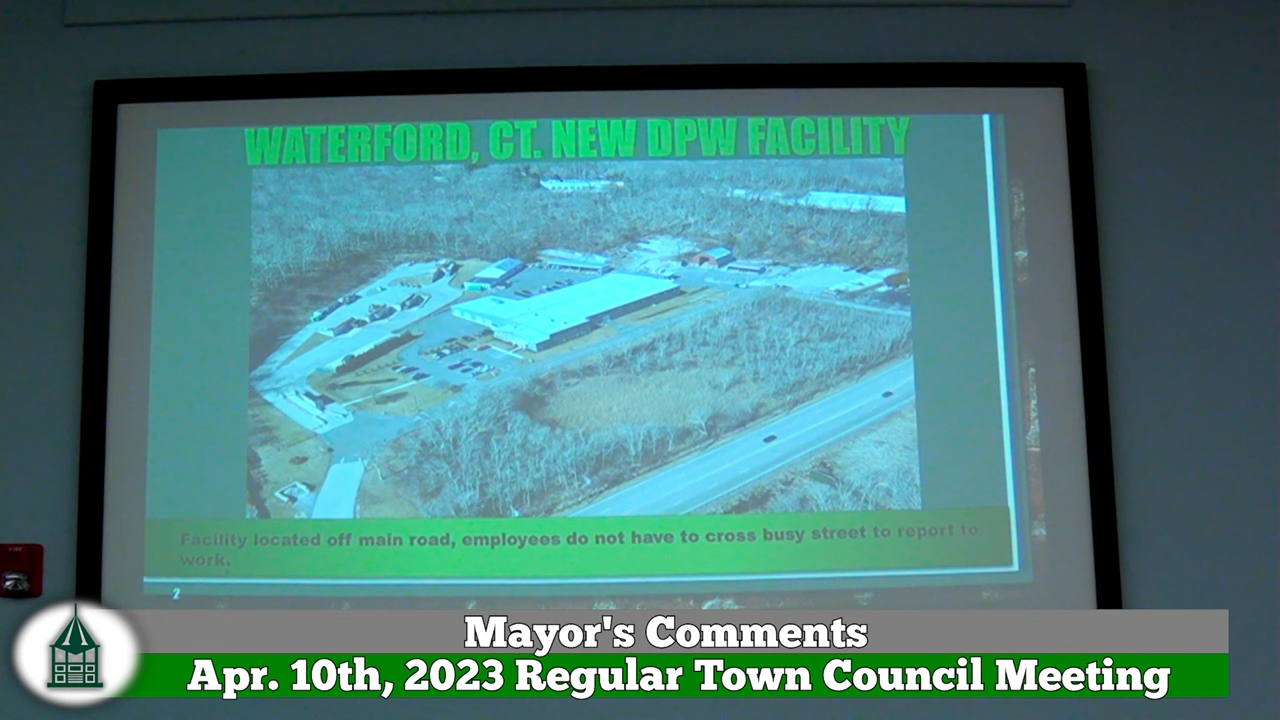 WATERFORD, CT. NEW DPW FACILITY
Facility located off main road, employees do not have to cross busy street to report to
work.
2
Mayor's Comments
Apr. 10th, 2023 Regular Town Council Meeting